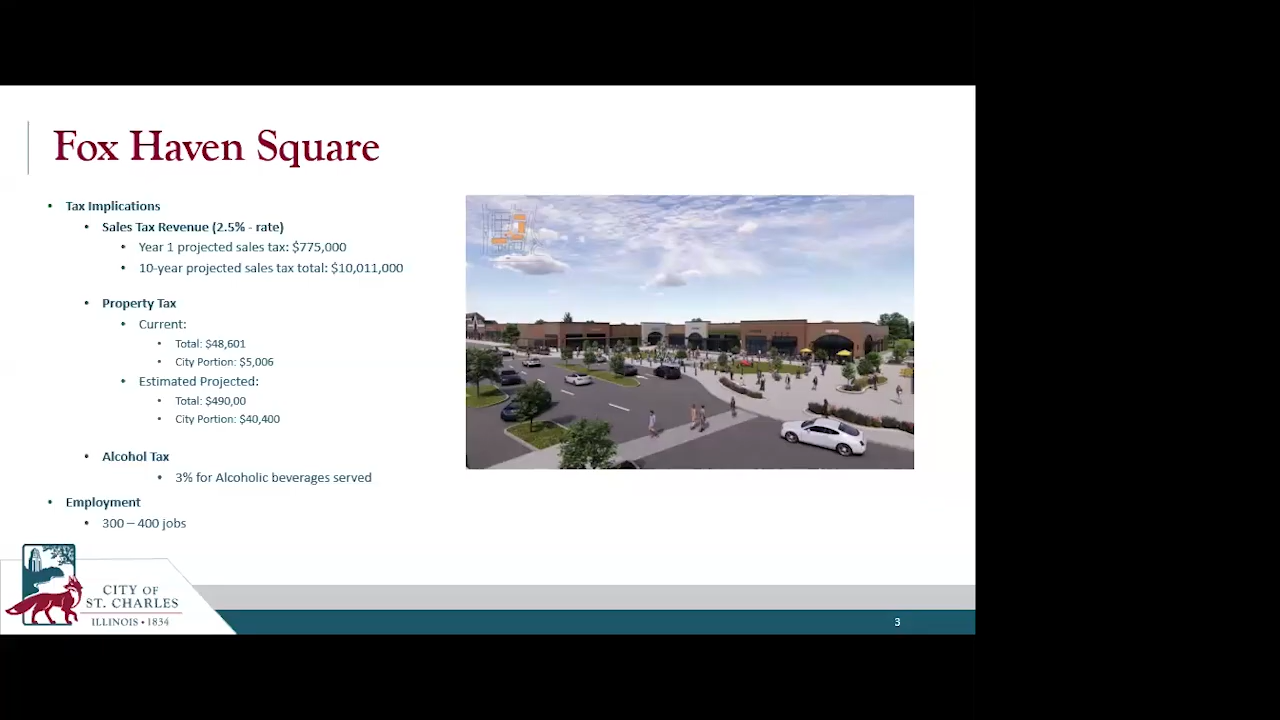 Fox Haven Square
• Tax Implications
• Sales Tax Revenue (2.5% - rate)
• Year 1 projected sales tax: $775,000
• 10-year projected sales tax total: $10,011,000
• Property Tax
• Current:
• Total: $48,601
• City Portion: $5,006
• Estimated Projected:
• Total: $490,00
• City Portion: $40,400
• Alcohol Tax
• 3% for Alcoholic beverages served
• Employment
• 300 – 400 jobs
CITY OF
ST. CHARLES
ILLINOIS • 1834
3